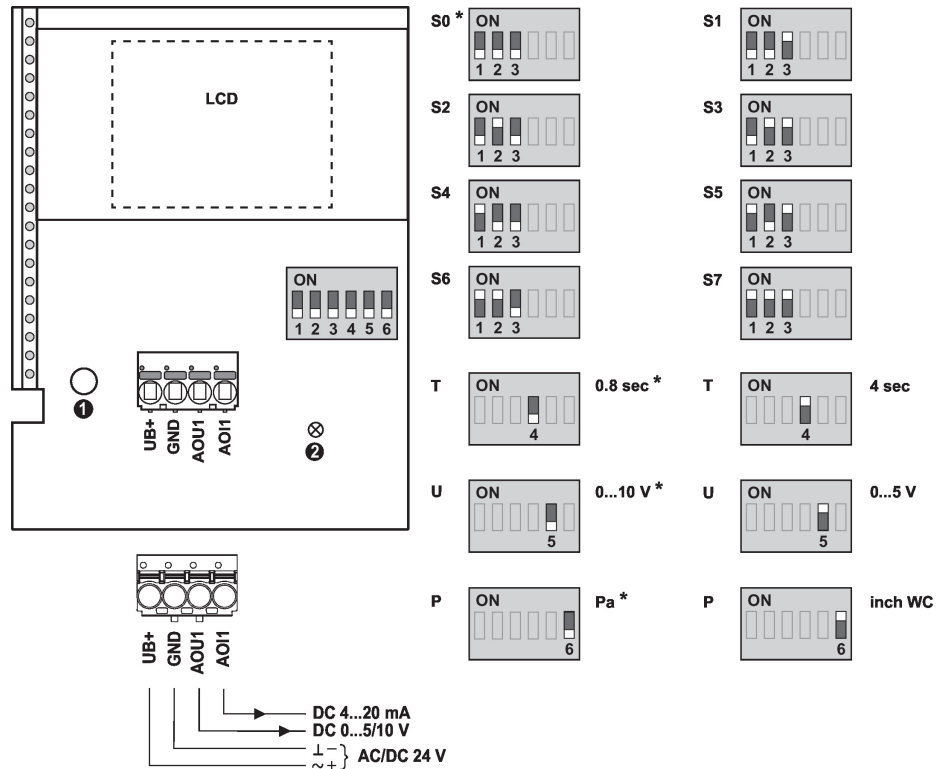 LCD
ON
1 2 3 4 5 6
❶
UB+
GND
AOU1
AOI1
❷
UB+
GND
AOU1
AOI1
DC 4...20 mA
DC 0...5/10 V
⊥ −
~ +
AC/DC 24 V
S0 *
ON
1 2 3
S1
ON
1 2 3
S2
ON
1 2 3
S3
ON
1 2 3
S4
ON
1 2 3
S5
ON
1 2 3
S6
ON
1 2 3
S7
ON
1 2 3
T
ON
4
0.8 sec *
T
ON
4
4 sec
U
ON
5
0...10 V *
U
ON
5
0...5 V
P
ON
6
Pa *
P
ON
6
inch WC